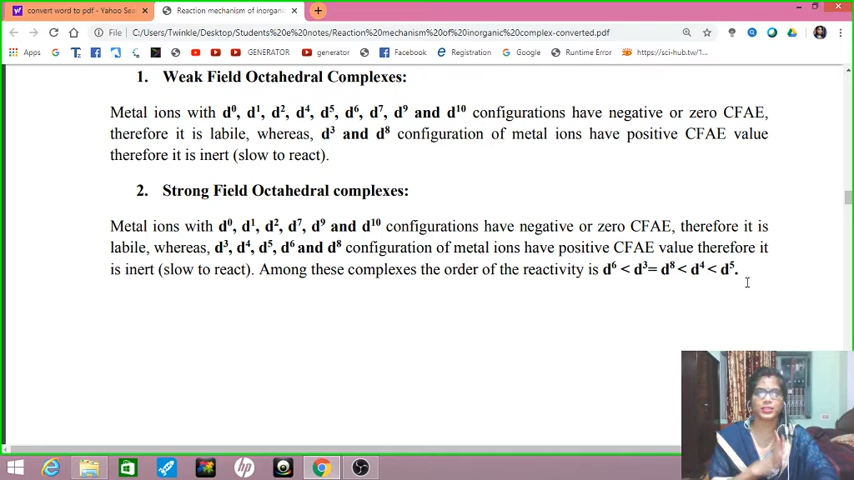 convert word to pdf - Yahoo Sea
Reaction mechanism of inorganic
File C:/Users/Twinkle/Desktop/Students%20e%20notes/Reaction%20mechanism%20of%20inorganic%20complex-converted.pdf
Apps G GENERATOR generator Facebook Registration Google Runtime Error https://sci-hub.tw/1...
1. Weak Field Octahedral Complexes:
Metal ions with d⁰, d¹, d², d⁴, d⁵, d⁶, d⁷, d⁹ and d¹⁰ configurations have negative or zero CFAE,
therefore it is labile, whereas, d³ and d⁸ configuration of metal ions have positive CFAE value
therefore it is inert (slow to react).
2. Strong Field Octahedral complexes:
Metal ions with d⁰, d¹, d², d⁷, d⁹ and d¹⁰ configurations have negative or zero CFAE, therefore it is
labile, whereas, d³, d⁴, d⁵, d⁶ and d⁸ configuration of metal ions have positive CFAE value therefore it
is inert (slow to react). Among these complexes the order of the reactivity is d⁶ < d³= d⁸ < d⁴ < d⁵.
hp